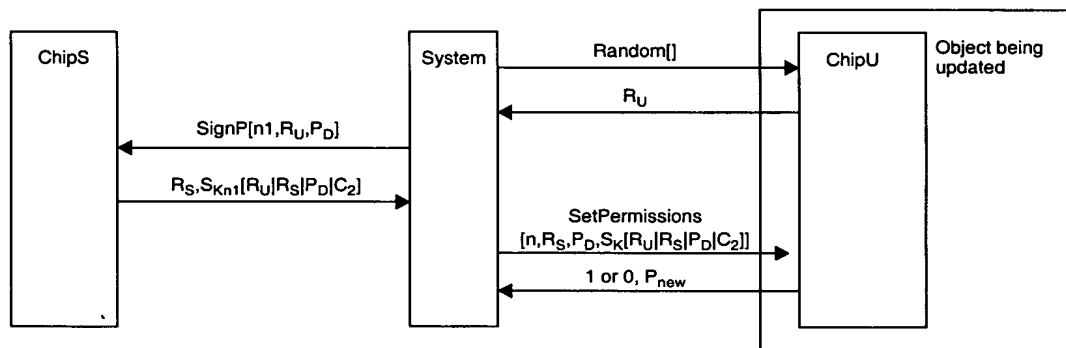 ChipS
System
Random[]
ChipU
Object being
updated
R_U
SignP[n1,R_U,P_D]
R_S,S_Kn1[R_U|R_S|P_D|C_2]
SetPermissions
[n,R_S,P_D,S_K[R_U|R_S|P_D|C_2]]
1 or 0, P_new